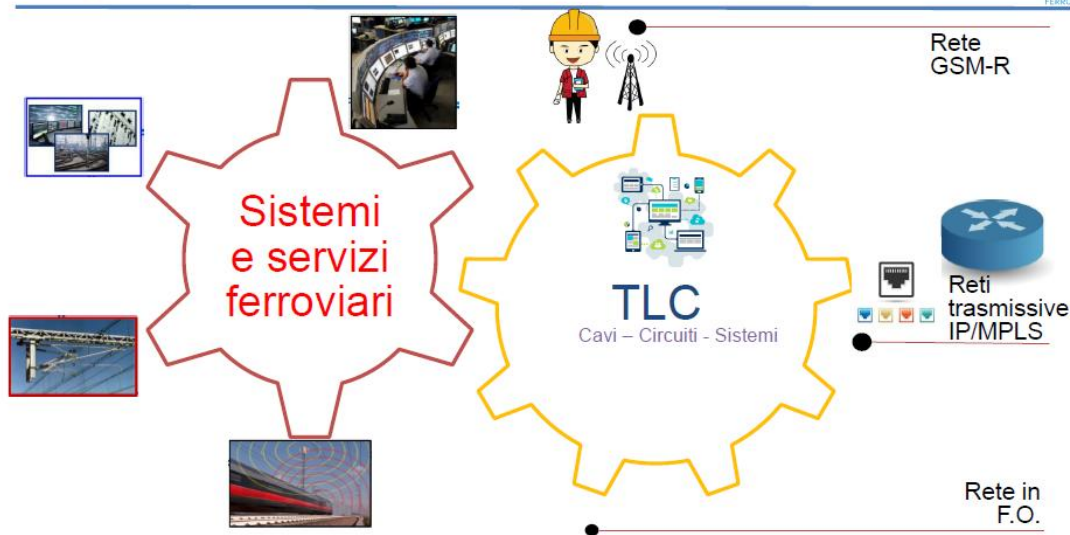 Rete
GSM-R
Sistemi
e servizi
ferroviari
TLC
Cavi – Circuiti - Sistemi
Reti
trasmissive
IP/MPLS
Rete in
F.O.